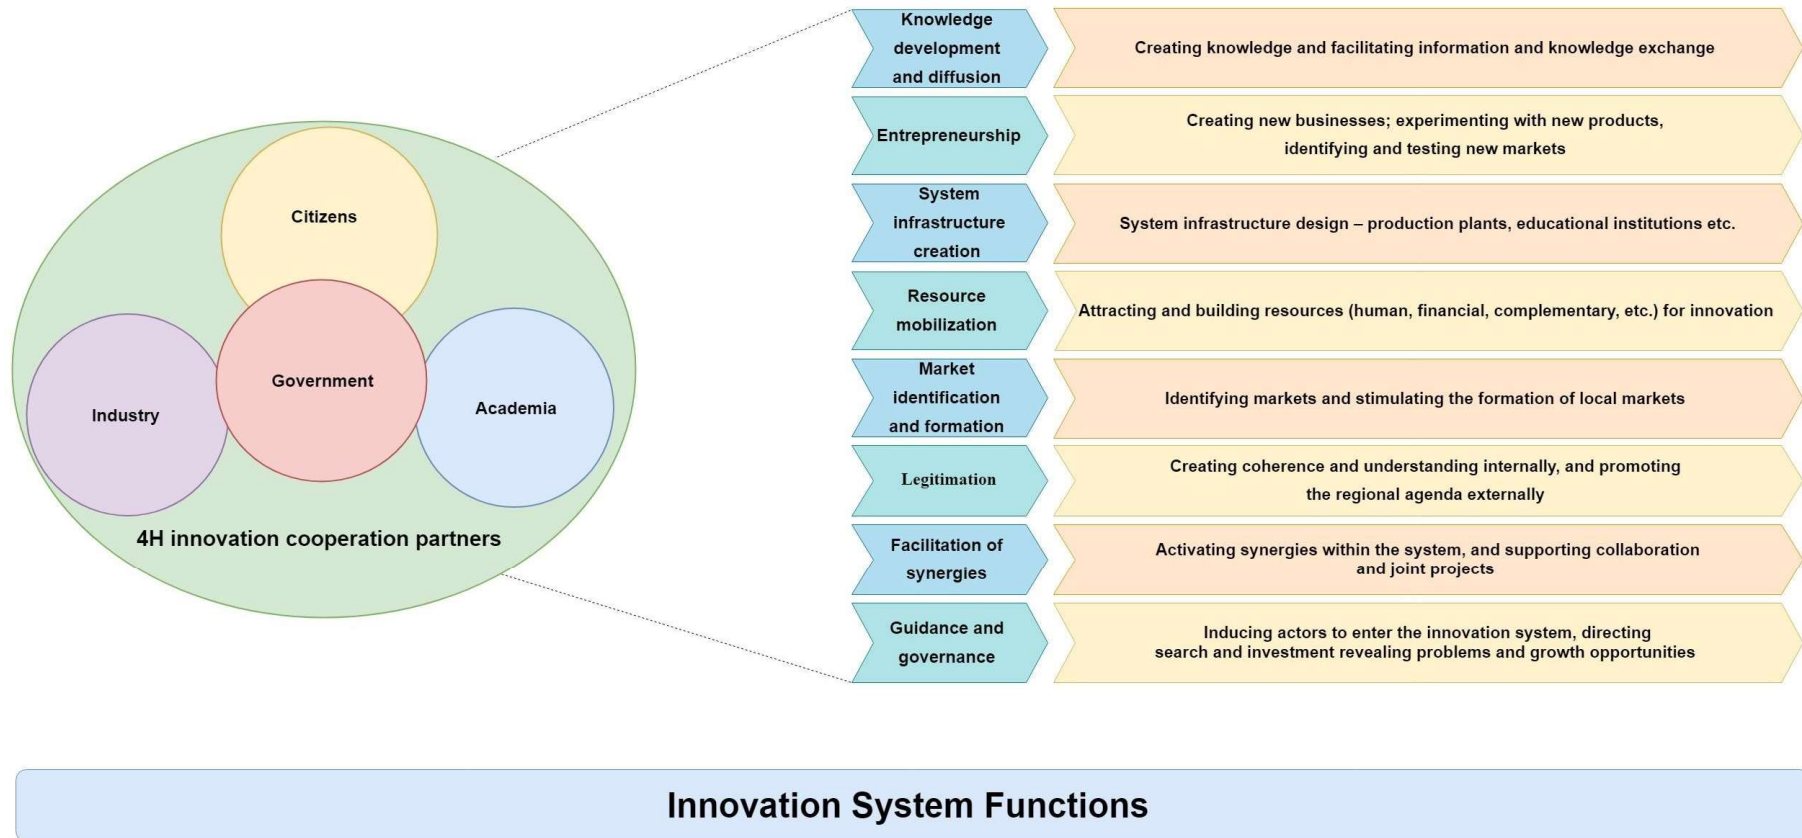 Citizens
Government
Industry
Academia
4H innovation cooperation partners
Knowledge
development
and diffusion
Creating knowledge and facilitating information and knowledge exchange
Entrepreneurship
Creating new businesses; experimenting with new products,
identifying and testing new markets
System
infrastructure
creation
System infrastructure design – production plants, educational institutions etc.
Resource
mobilization
Attracting and building resources (human, financial, complementary, etc.) for innovation
Market
identification
and formation
Identifying markets and stimulating the formation of local markets
Legitimation
Creating coherence and understanding internally, and promoting
the regional agenda externally
Facilitation of
synergies
Activating synergies within the system, and supporting collaboration
and joint projects
Guidance and
governance
Inducing actors to enter the innovation system, directing
search and investment revealing problems and growth opportunities
Innovation System Functions